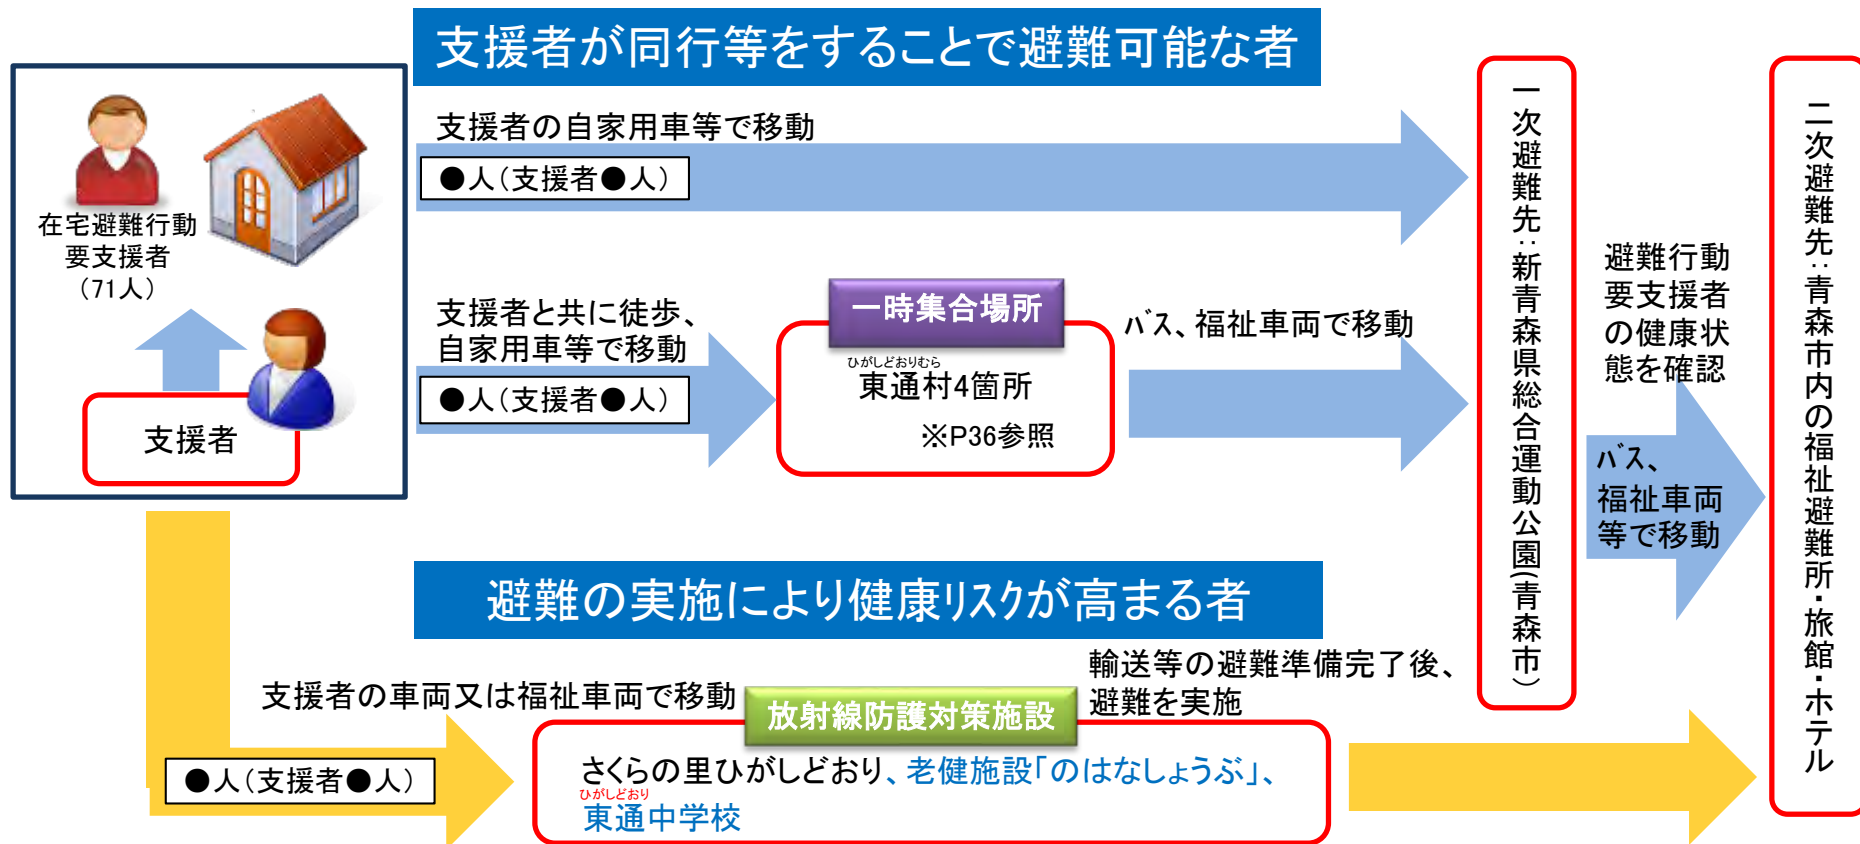 支援者が同行等をすることで避難可能な者
在宅避難行動
要支援者
(71人)
支援者
支援者の自家用車等で移動
●人(支援者●人)
支援者と共に徒歩、
自家用車等で移動
●人(支援者●人)
一時集合場所
ひがしどおりむら
東通村4箇所
※P36参照
バス、福祉車両で移動
一次避難先:新青森県総合運動公園(青森市)
避難行動
要支援者
の健康状
態を確認
バス、
福祉車両
等で移動
二次避難先:青森市内の福祉避難所・旅館・ホテル
避難の実施により健康リスクが高まる者
支援者の車両又は福祉車両で移動
●人(支援者●人)
放射線防護対策施設
輸送等の避難準備完了後、
避難を実施
さくらの里ひがしどおり、老健施設「のはなしょうぶ」、
ひがしどおり
東通中学校